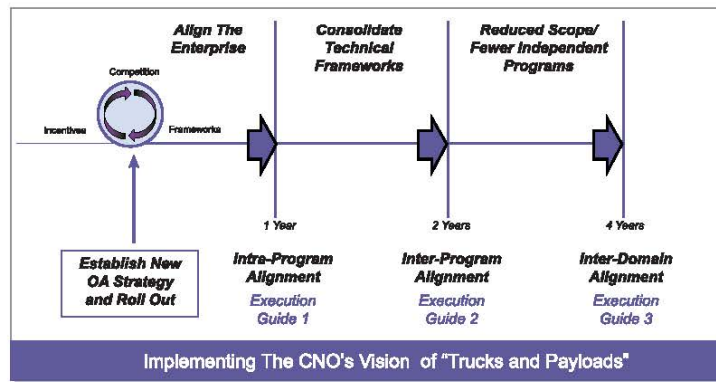 Align The
Enterprise
Consolidate
Technical
Frameworks
Reduced Scope/
Fewer Independent
Programs
Competition
Incentives
Frameworks
1 Year
2 Years
4 Years
Establish New
OA Strategy
and Roll Out
Intra-Program
Alignment
Execution
Guide 1
Inter-Program
Alignment
Execution
Guide 2
Inter-Domain
Alignment
Execution
Guide 3
Implementing The CNO's Vision of "Trucks and Payloads"